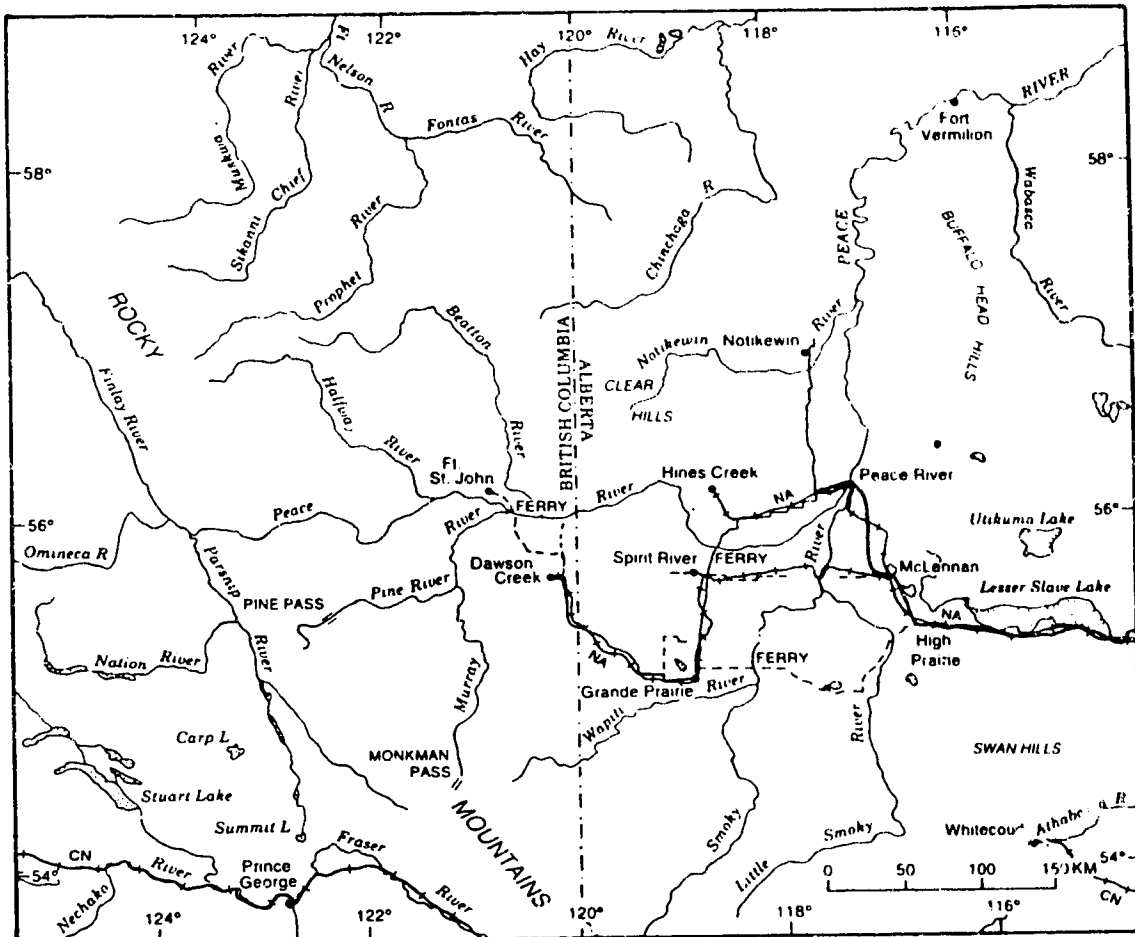 124°
122°
120°
118°
116°
River
Muskwa
River
Sikanni Chief
Ft
Nelson
R
Fontas
River
Prophet
River
Hay
River
Chinchaga R
PEACE
RIVER
Fort
Vermilion
58°
58°
Wabasca
River
BUFFALO HEAD HILLS
ROCKY
Finlay River
Beatton
River
Halfway
River
BRITISH COLUMBIA
ALBERTA
Notikewin
River
Notikewin
CLEAR
HILLS
Ft.
St. John
FERRY
River
Hines Creek
NA
Peace River
56°
Peace
River
56°
Omineca R
Utikuma Lake
Parsnip
River
Dawson
Creek
Spirit River
FERRY
River
McLennan
Lesser Slave Lake
PINE PASS
Pine River
NA
NA
High
Prairie
Nation River
Murray
FERRY
Grande Prairie
River
Wapiti
River
Carp L
MONKMAN
PASS
SWAN HILLS
Stuart Lake
Summit L
MOUNTAINS
Smoky
Little
Smoky
Whitecourt
Athabasca R
CN
54°
River
Prince
George
Fraser
River
Nechako
0 50 100 150 KM
54°
CN
124°
122°
120°
118°
116°